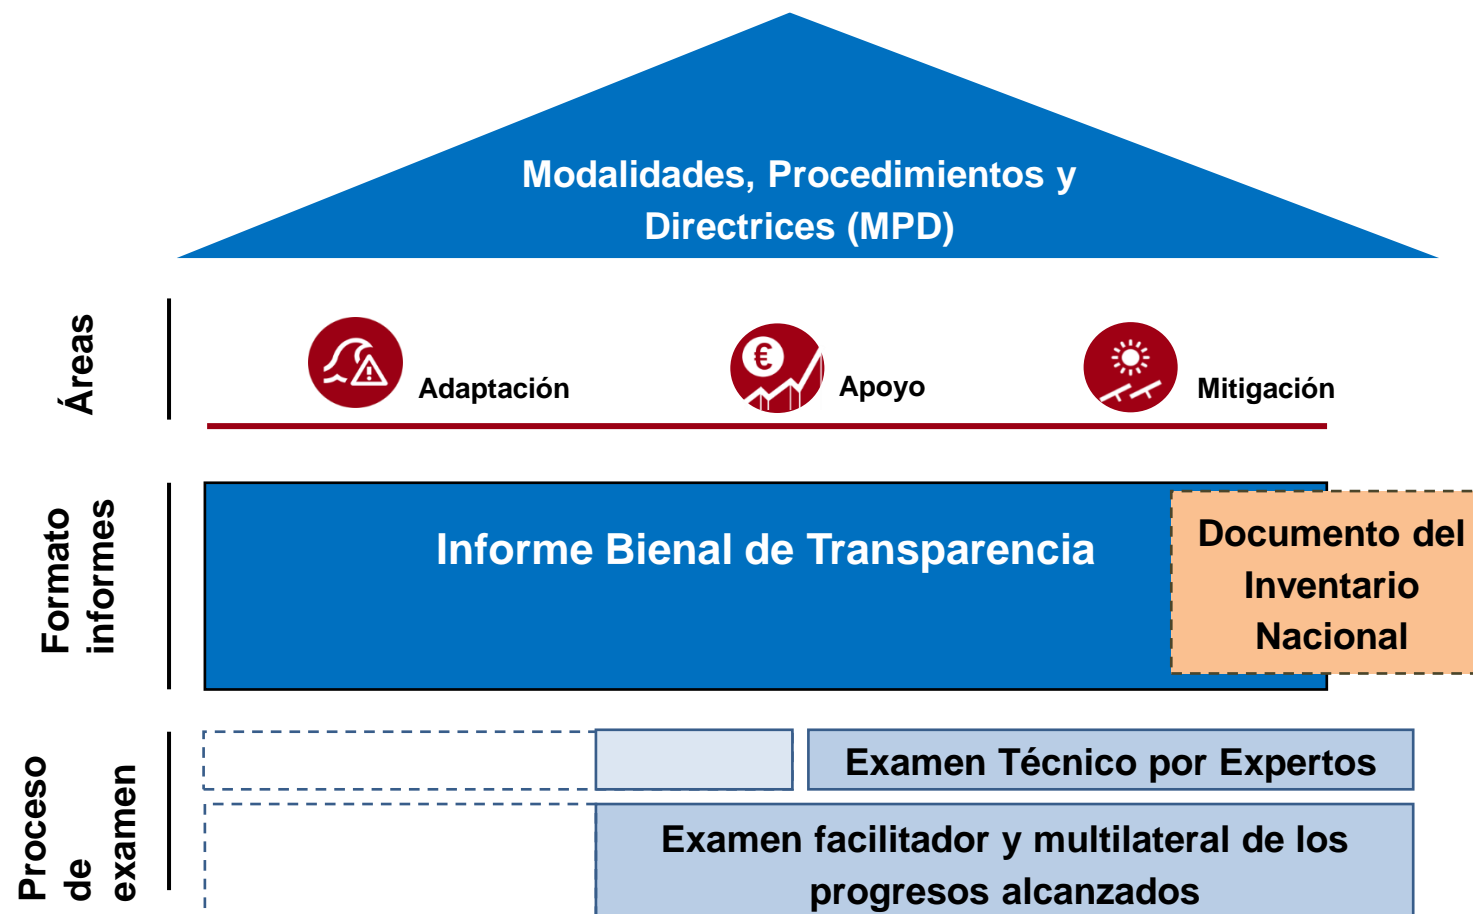 Modalidades, Procedimientos y
Directrices (MPD)
Áreas
Adaptación
€
Apoyo
Mitigación
Formato
informes
Informe Bienal de Transparencia
Documento del
Inventario
Nacional
Proceso
de
examen
Examen Técnico por Expertos
Examen facilitador y multilateral de los
progresos alcanzados